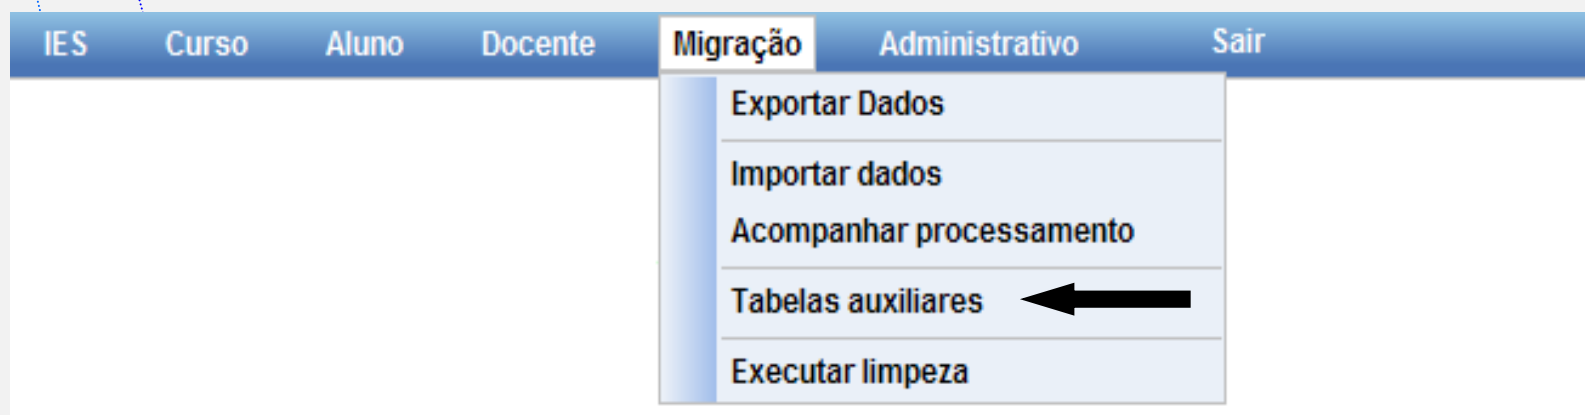 IES Curso Aluno Docente Migração Administrativo Sair
Exportar Dados
Importar dados
Acompanhar processamento
Tabelas auxiliares
Executar limpeza